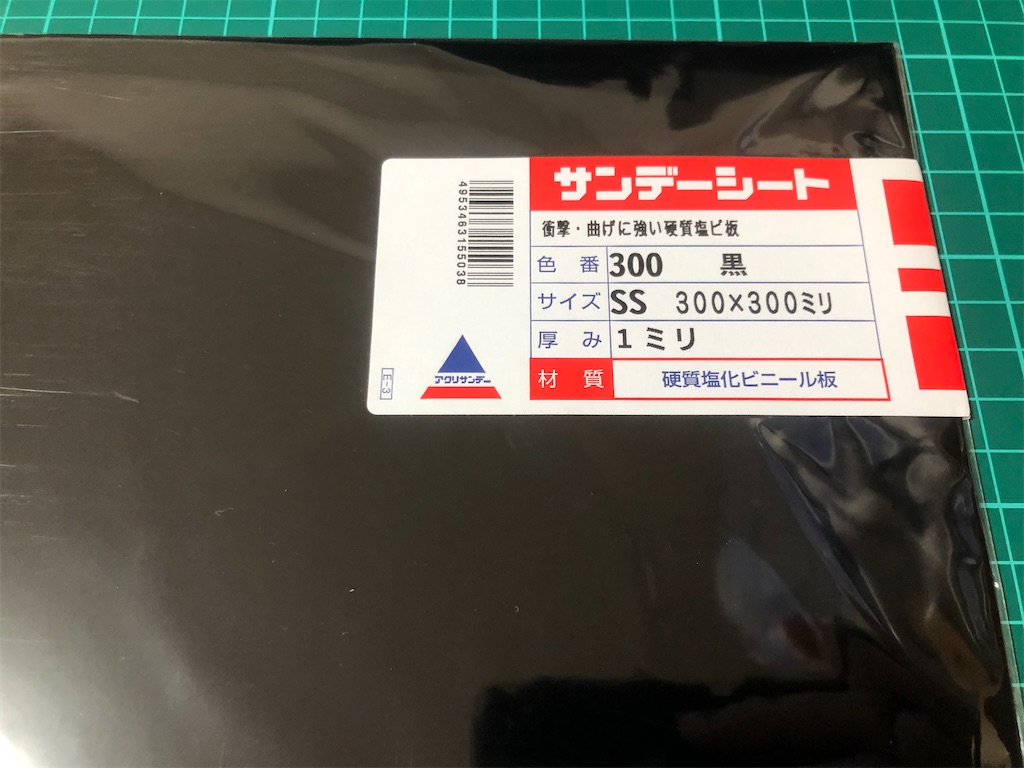 サンデーシート
衝撃・曲げに強い硬質塩ビ板
色番 300 黒
サイズ SS 300×300ミリ
厚み 1ミリ
材質 硬質塩化ビニール板
4953463155038
アクリサンデー
E-3